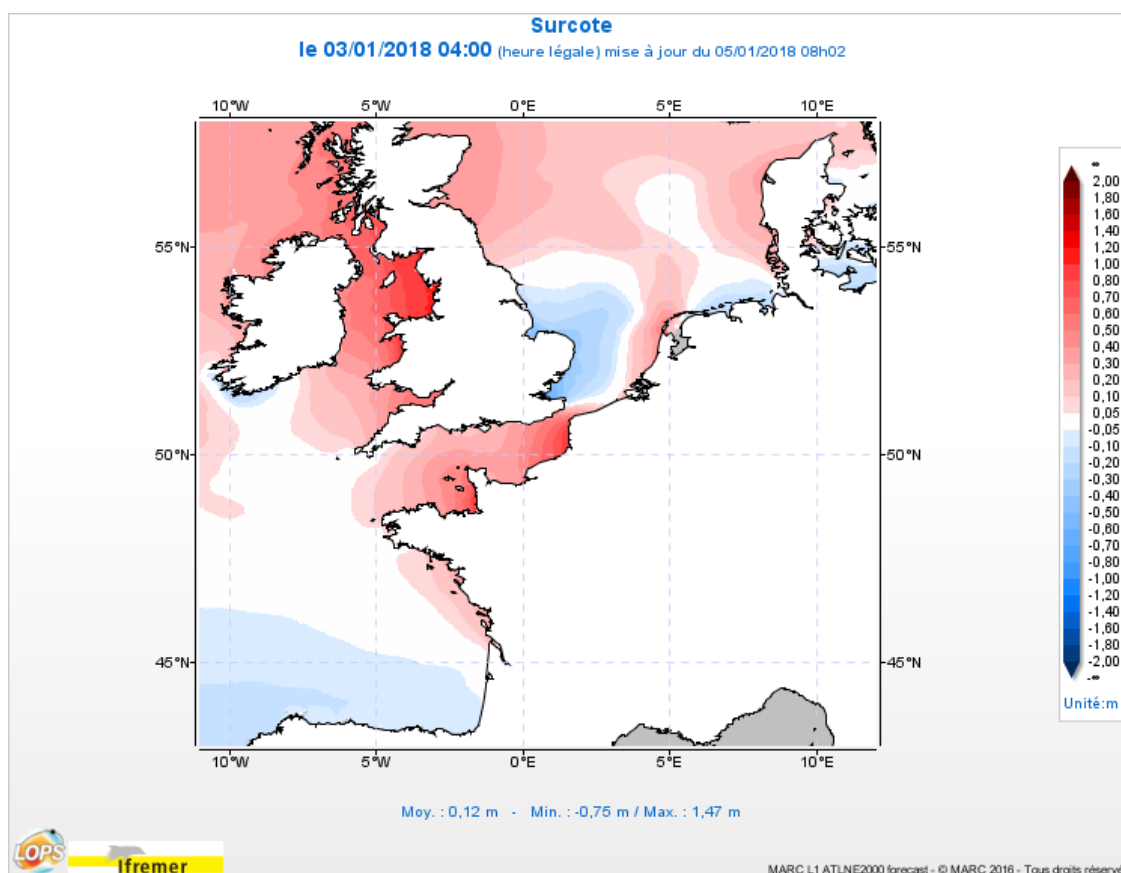 Surcote
le 03/01/2018 04:00 (heure légale) mise à jour du 05/01/2018 08h02
10°W 5°W 0°E 5°E 10°E
55°N 55°N
50°N 50°N
45°N 45°N
10°W 5°W 0°E 5°E 10°E
∞
2,00
1,80
1,60
1,40
1,20
1,00
0,80
0,70
0,60
0,50
0,40
0,30
0,20
0,10
0,05
-0,05
-0,10
-0,20
-0,30
-0,40
-0,50
-0,60
-0,70
-0,80
-1,00
-1,20
-1,40
-1,60
-1,80
-2,00
-∞
Unité:m
Moy. : 0,12 m - Min. : -0,75 m / Max. : 1,47 m
LOPS
Ifremer
MARC L1 ATLNE2000 forecast - © MARC 2016 - Tous droits réservé